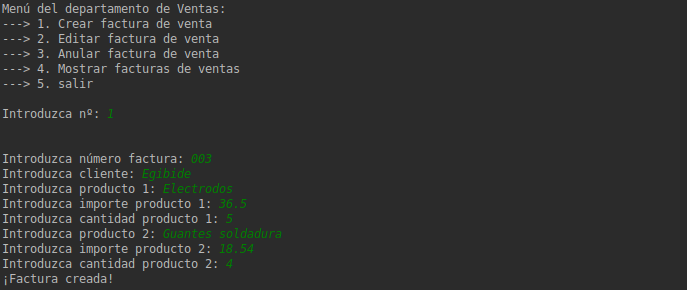 Menú del departamento de Ventas:
---> 1. Crear factura de venta
---> 2. Editar factura de venta
---> 3. Anular factura de venta
---> 4. Mostrar facturas de ventas
---> 5. salir
Introduzca nº: 1
Introduzca número factura: 003
Introduzca cliente: Egibide
Introduzca producto 1: Electrodos
Introduzca importe producto 1: 36.5
Introduzca cantidad producto 1: 5
Introduzca producto 2: Guantes soldadura
Introduzca importe producto 2: 18.54
Introduzca cantidad producto 2: 4
¡Factura creada!